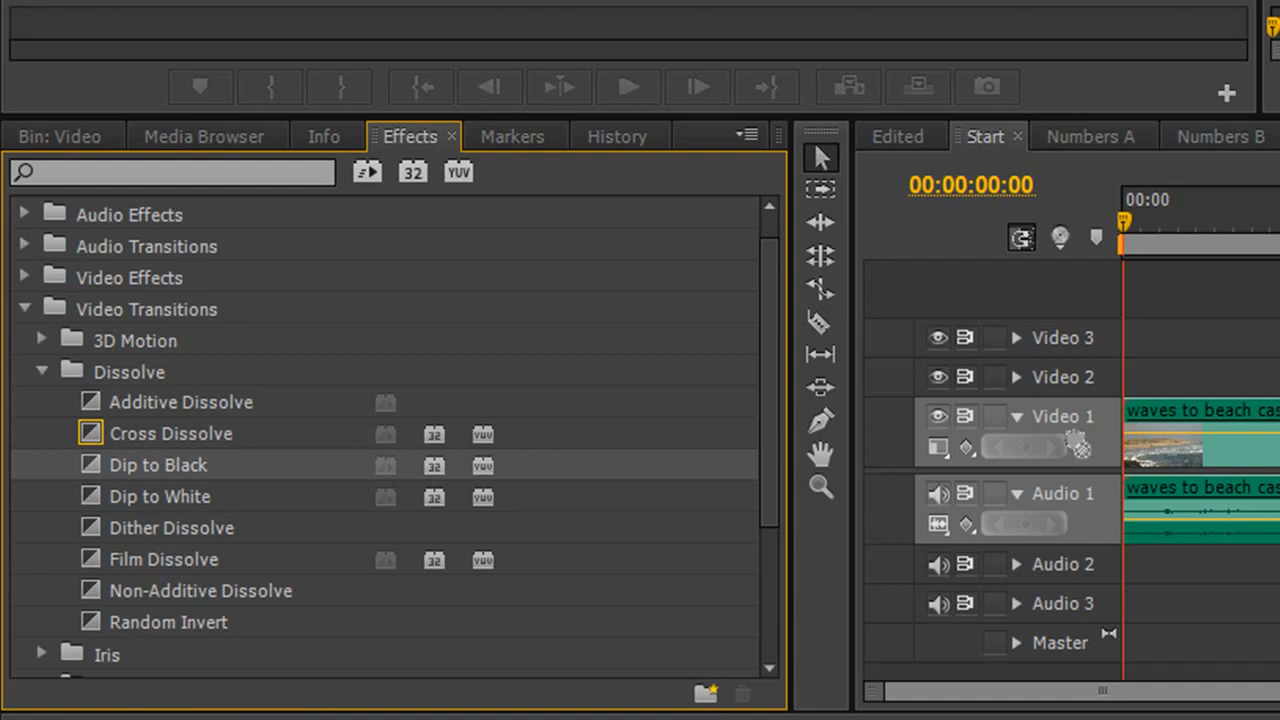 Bin: Video
Media Browser
Info
Effects
Markers
History
32
YUV
Audio Effects
Audio Transitions
Video Effects
Video Transitions
3D Motion
Dissolve
Additive Dissolve
Cross Dissolve
32
YUV
Dip to Black
32
YUV
Dip to White
32
YUV
Dither Dissolve
Film Dissolve
32
YUV
Non-Additive Dissolve
Random Invert
Iris
Edited
Start
Numbers A
Numbers B
00:00:00:00
00:00
Video 3
Video 2
Video 1
waves to beach cas
Audio 1
waves to beach cas
Audio 2
Audio 3
Master